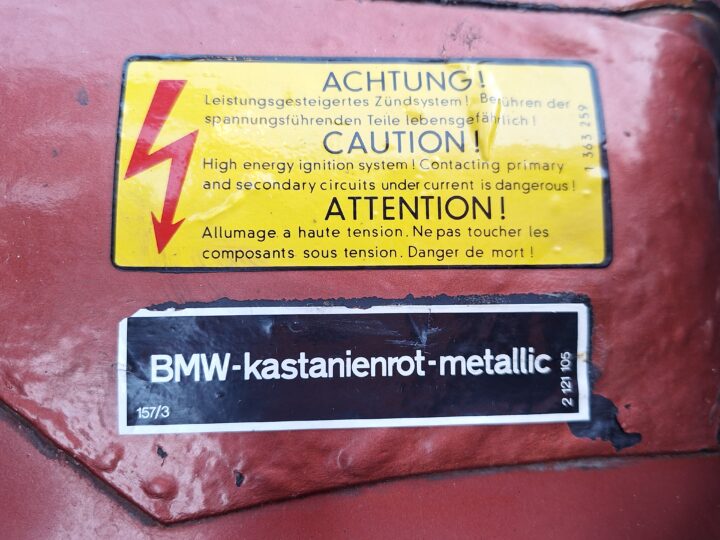 ACHTUNG!
Leistungsgesteigertes Zündsystem! Berühren der
spannungsführenden Teile lebensgefährlich!
CAUTION!
High energy ignition system! Contacting primary
and secondary circuits under current is dangerous!
ATTENTION!
Allumage a haute tension. Ne pas toucher les
composants sous tension. Danger de mort!
1 363 259
BMW-kastanienrot-metallic
157/3
2 121 105